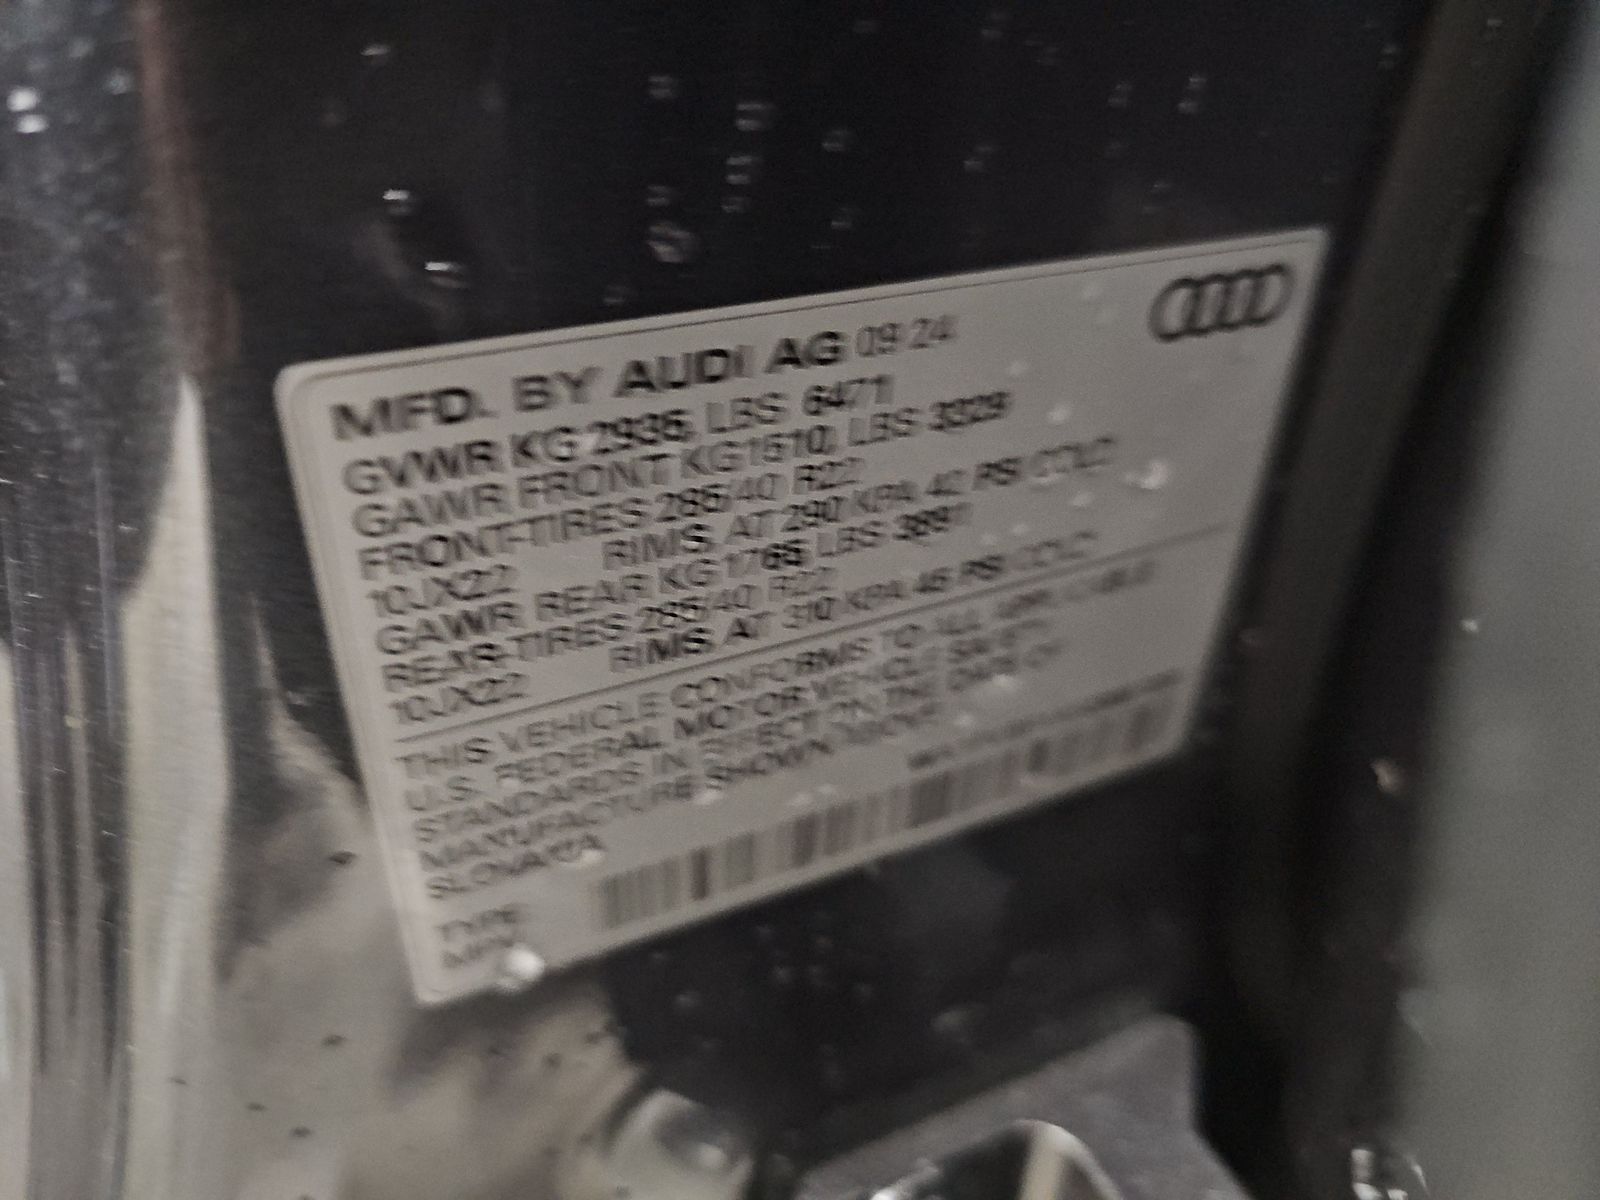 MFD. BY AUDI AG 09 24
GVWR KG 2935, LBS 6471
GAWR FRONT KG1510, LBS 3329
FRONT-TIRES 285/40 R22
10JX22 RIMS, AT 290 KPA, 42 PSI COLD
GAWR REAR KG 1765, LBS 3891
REAR-TIRES 285/40 R22
10JX22 RIMS, AT 310 KPA, 45 PSI COLD
THIS VEHICLE CONFORMS TO ALL APPLICABLE
U.S. FEDERAL MOTOR VEHICLE SAFETY
STANDARDS IN EFFECT ON THE DATE OF
MANUFACTURE SHOWN ABOVE
SLOVAKIA
TYPE:
MPV